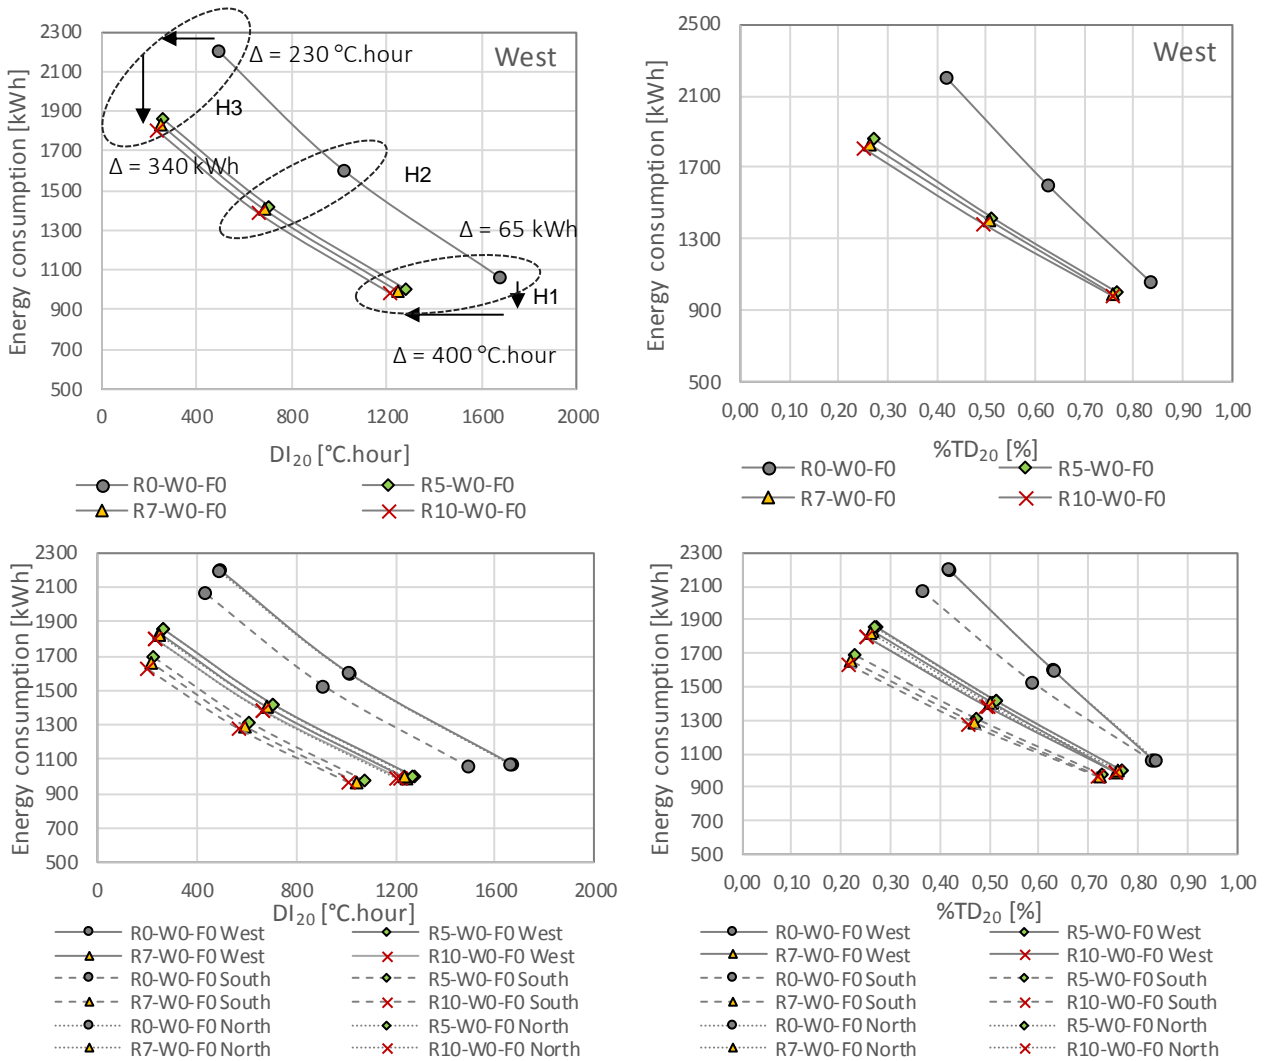 Energy consumption [kWh]
2300
2100
1900
1700
1500
1300
1100
900
700
500
0
400
800
1200
1600
2000
DI20 [°C.hour]
West
Δ = 230 °C.hour
H3
Δ = 340 kWh
H2
Δ = 65 kWh
H1
Δ = 400 °C.hour
R0-W0-F0
R5-W0-F0
R7-W0-F0
R10-W0-F0
Energy consumption [kWh]
2500
2100
1700
1300
900
500
0,00
0,10
0,20
0,30
0,40
0,50
0,60
0,70
0,80
0,90
1,00
%TD20 [%]
West
R0-W0-F0
R5-W0-F0
R7-W0-F0
R10-W0-F0
Energy consumption [kWh]
2300
2100
1900
1700
1500
1300
1100
900
700
500
0
400
800
1200
1600
2000
DI20 [°C.hour]
R0-W0-F0 West
R5-W0-F0 West
R7-W0-F0 West
R10-W0-F0 West
R0-W0-F0 South
R5-W0-F0 South
R7-W0-F0 South
R10-W0-F0 South
R0-W0-F0 North
R5-W0-F0 North
R7-W0-F0 North
R10-W0-F0 North
Energy consumption [kWh]
2300
2100
1900
1700
1500
1300
1100
900
700
500
0,00
0,10
0,20
0,30
0,40
0,50
0,60
0,70
0,80
0,90
1,00
%TD20 [%]
R0-W0-F0 West
R5-W0-F0 West
R7-W0-F0 West
R10-W0-F0 West
R0-W0-F0 South
R5-W0-F0 South
R7-W0-F0 South
R10-W0-F0 South
R0-W0-F0 North
R5-W0-F0 North
R7-W0-F0 North
R10-W0-F0 North